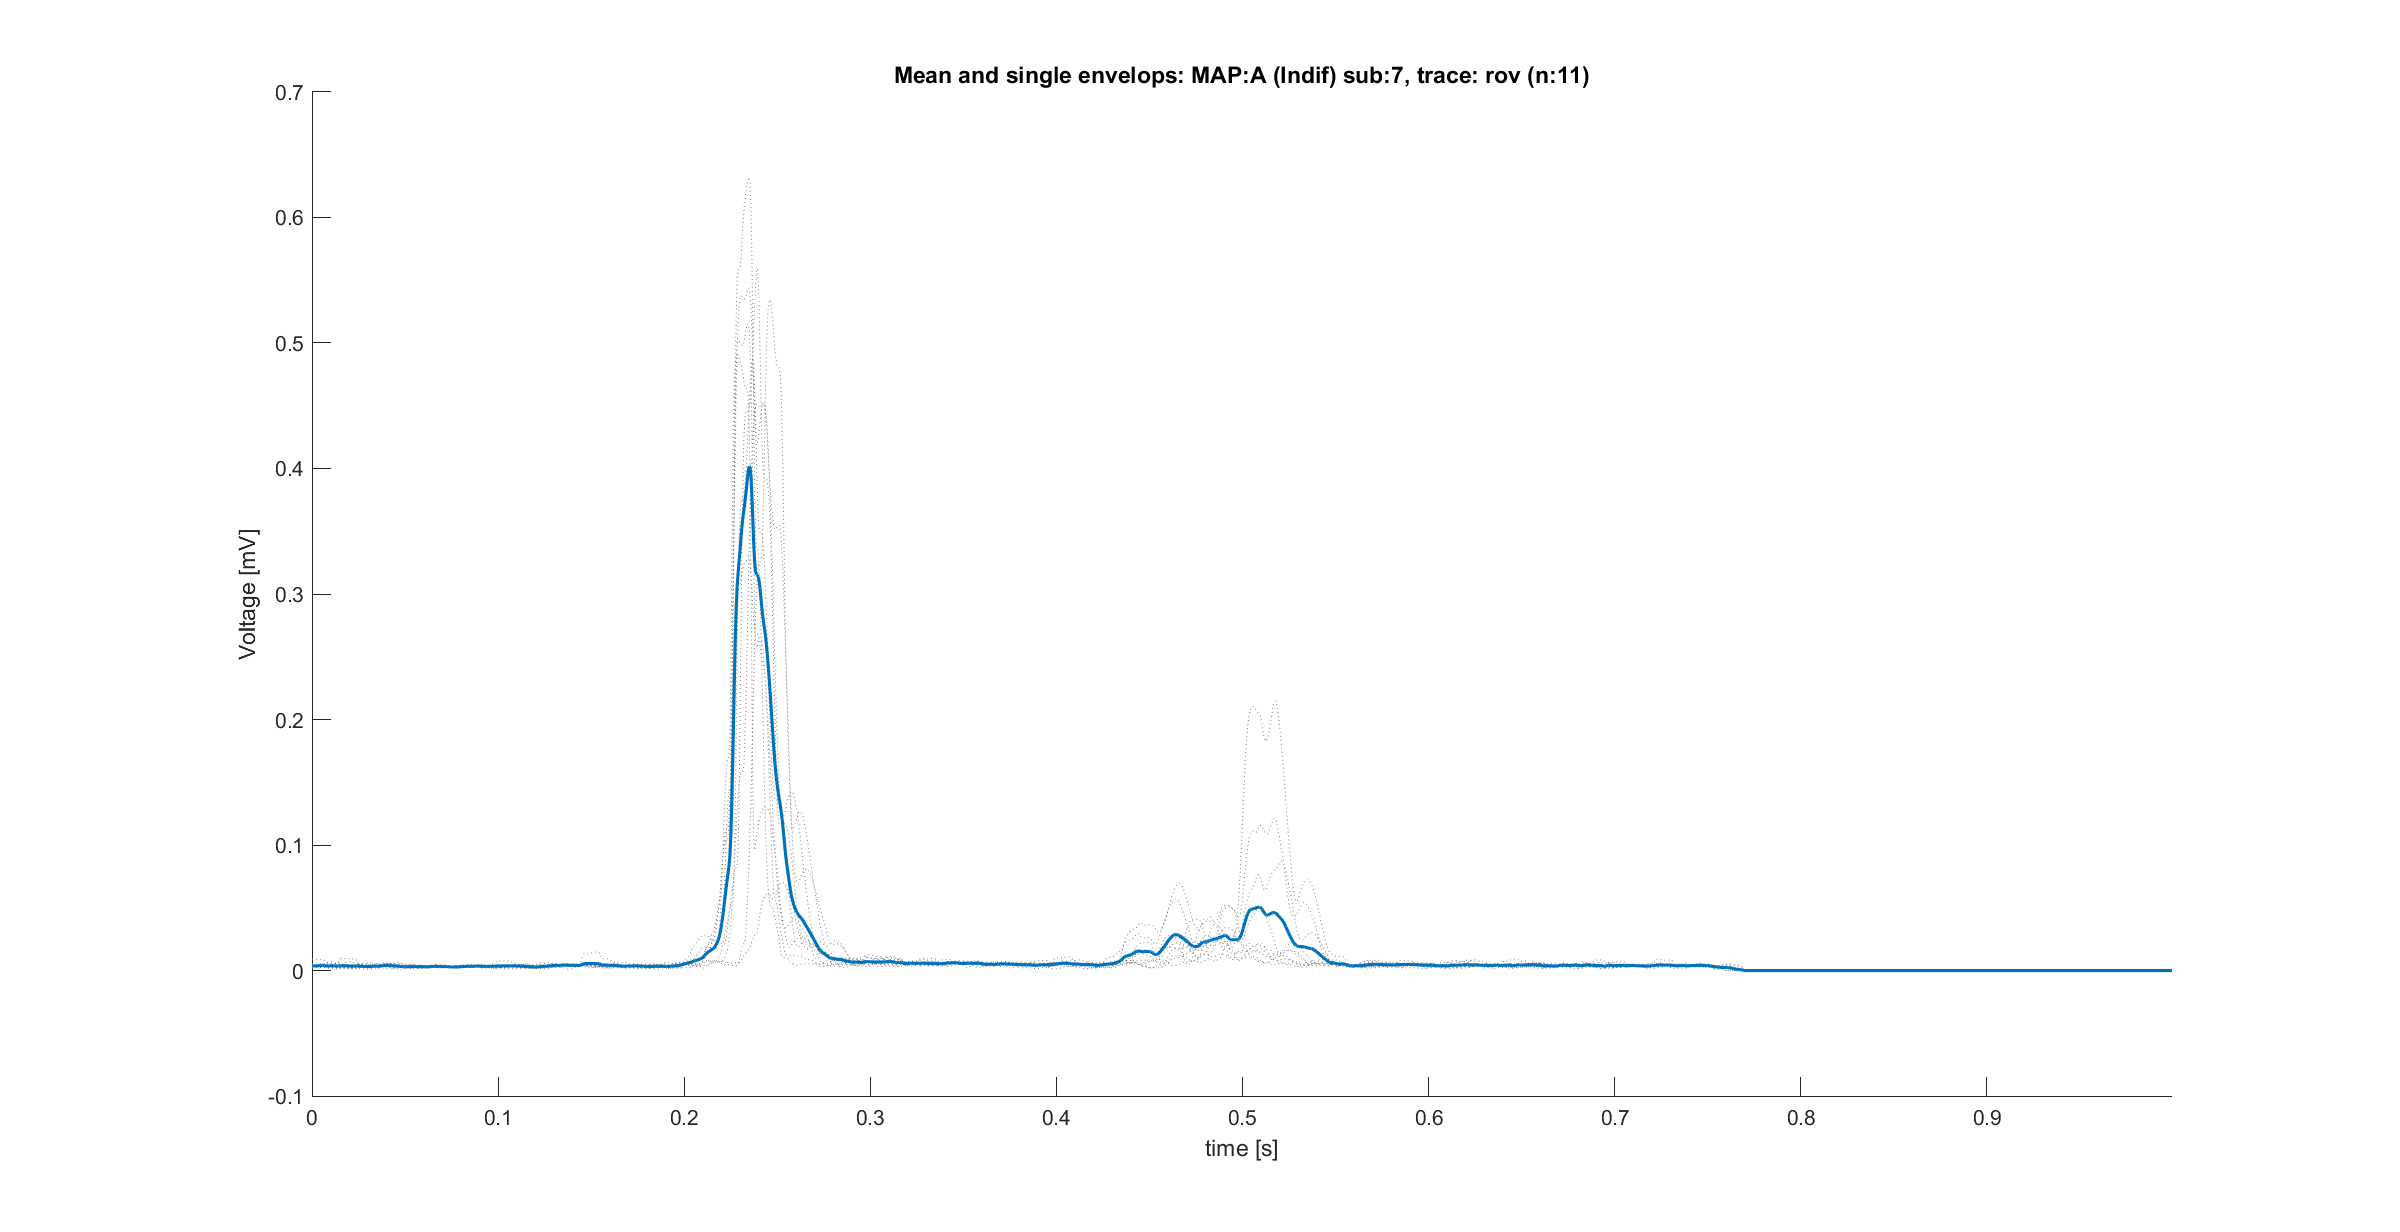 Mean and single envelops: MAP:A (Indif) sub:7, trace: rov (n:11)
0.7
0.6
0.5
0.4
0.3
0.2
0.1
0
-0.1
Voltage [mV]
0 0.1 0.2 0.3 0.4 0.5 0.6 0.7 0.8 0.9
time [s]